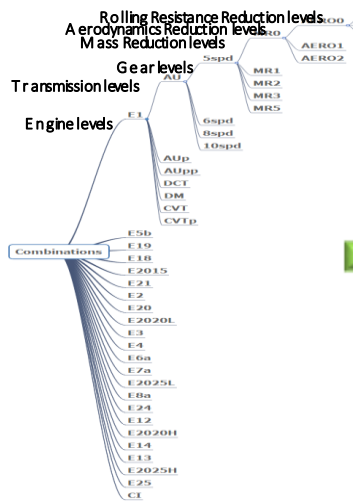 Rolling Resistance Reduction levels
AERO0
Aerodynamics Reduction levels
MR0
AERO1
Mass Reduction levels
AERO2
5spd
Gear levels
MR1
AU
MR2
Transmission levels
MR3
MR5
E1
6spd
Engine levels
8spd
10spd
AUp
AUpp
DCT
DM
CVT
CVTp
E5b
E19
Combinations
E18
E2015
E21
E2
E20
E2020L
E3
E4
E6a
E7a
E2025L
E8a
E24
E12
E2020H
E14
E13
E2025H
E25
CI